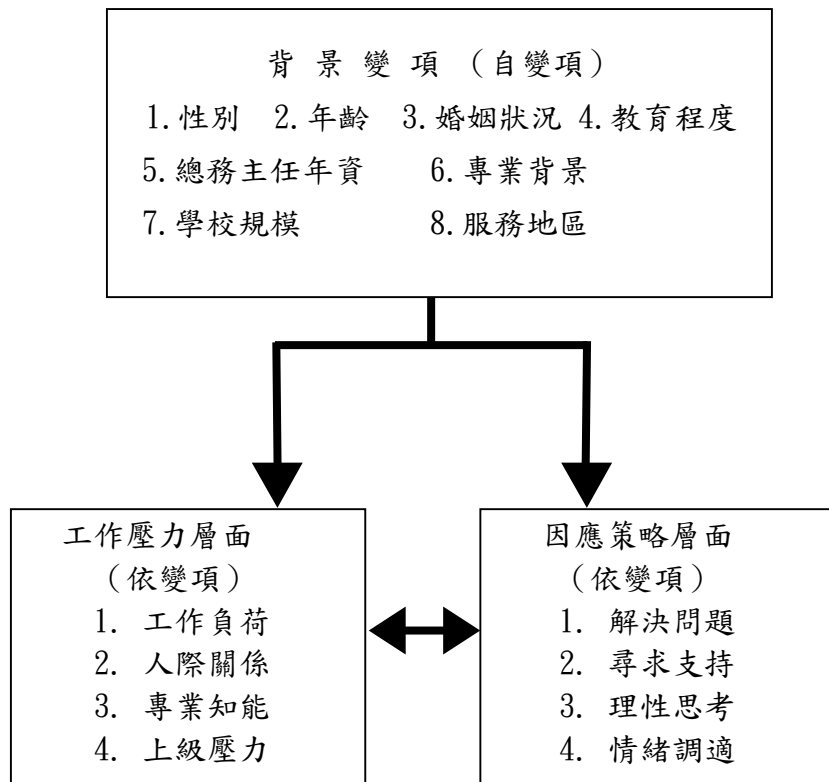 背 景 變 項 （自變項）
1.性別 2.年齡 3.婚姻狀況 4.教育程度
5.總務主任年資 6.專業背景
7.學校規模 8.服務地區
工作壓力層面
（依變項）
1. 工作負荷
2. 人際關係
3. 專業知能
4. 上級壓力
因應策略層面
（依變項）
1. 解決問題
2. 尋求支持
3. 理性思考
4. 情緒調適